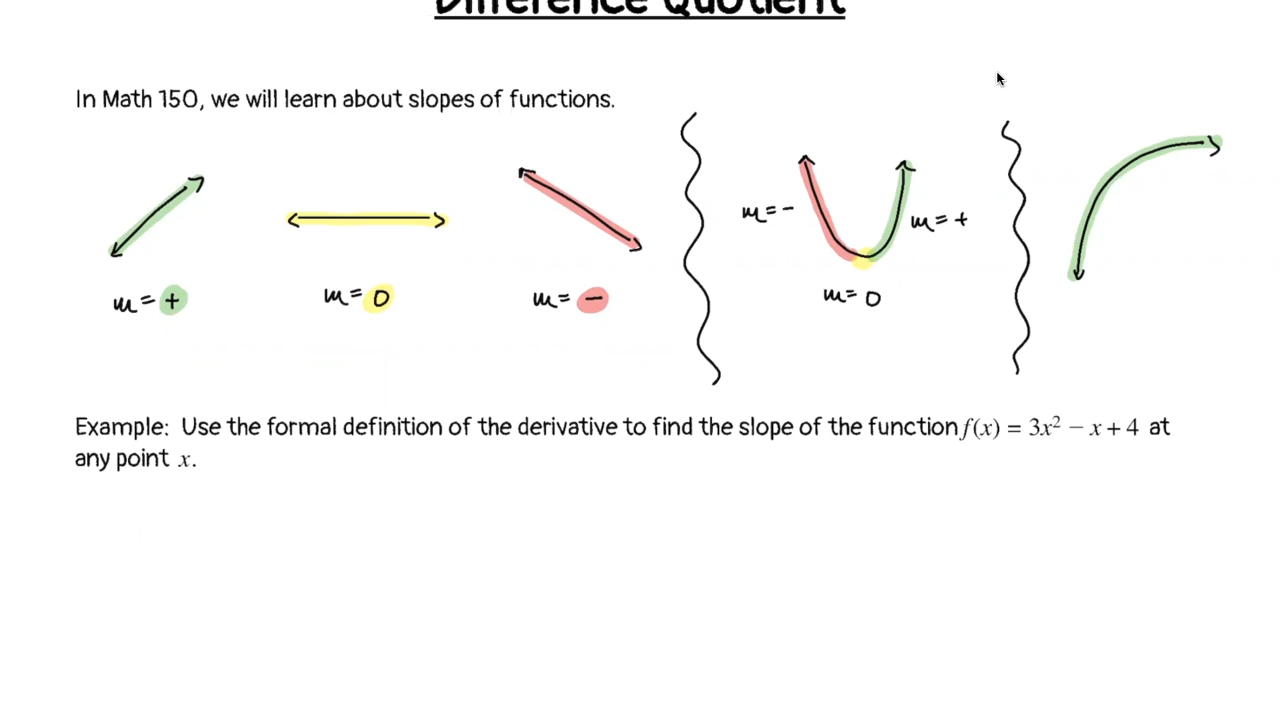 Difference Quotient
In Math 150, we will learn about slopes of functions.
m = +
m = 0
m = −
m = −
m = +
m = 0
Example: Use the formal definition of the derivative to find the slope of the function f(x) = 3x² − x + 4 at
any point x.